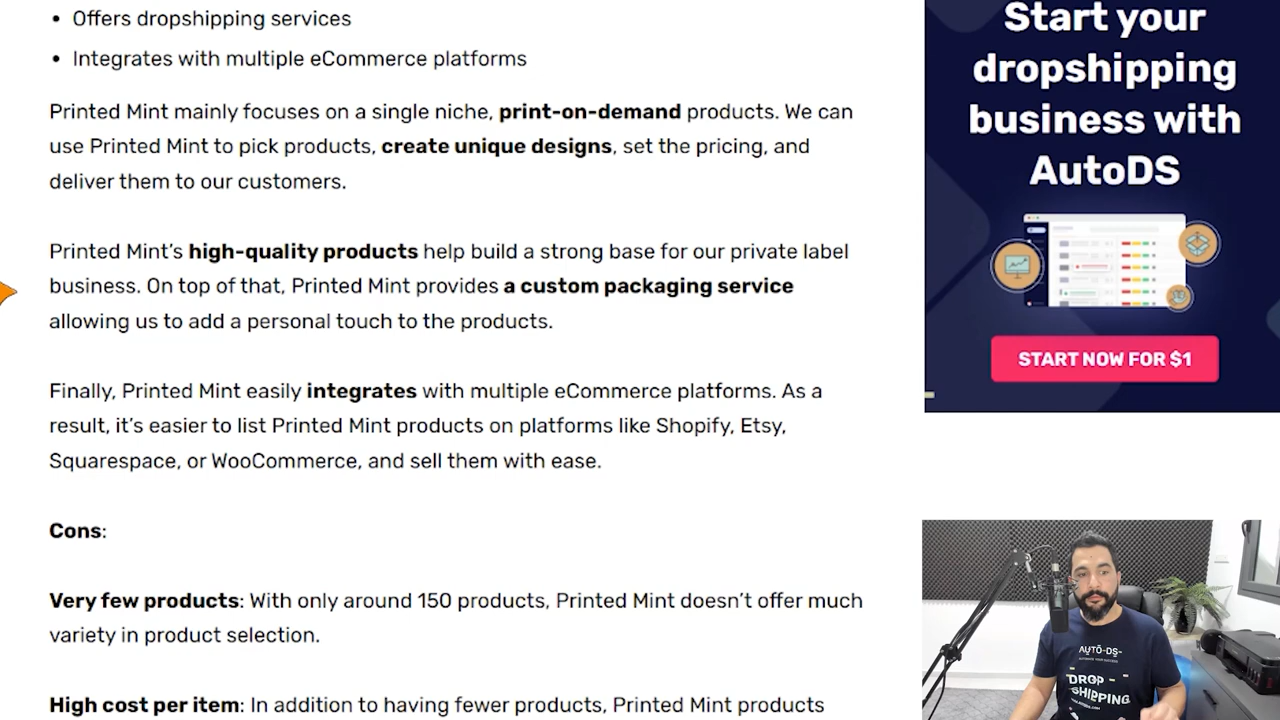 • Offers dropshipping services
• Integrates with multiple eCommerce platforms
Printed Mint mainly focuses on a single niche, print-on-demand products. We can
use Printed Mint to pick products, create unique designs, set the pricing, and
deliver them to our customers.
Printed Mint’s high-quality products help build a strong base for our private label
business. On top of that, Printed Mint provides a custom packaging service
allowing us to add a personal touch to the products.
Finally, Printed Mint easily integrates with multiple eCommerce platforms. As a
result, it’s easier to list Printed Mint products on platforms like Shopify, Etsy,
Squarespace, or WooCommerce, and sell them with ease.
Cons:
Very few products: With only around 150 products, Printed Mint doesn’t offer much
variety in product selection.
High cost per item: In addition to having fewer products, Printed Mint products
Start your
dropshipping
business with
AutoDS
START NOW FOR $1
AUTO-DS
DROP
SHIPPING